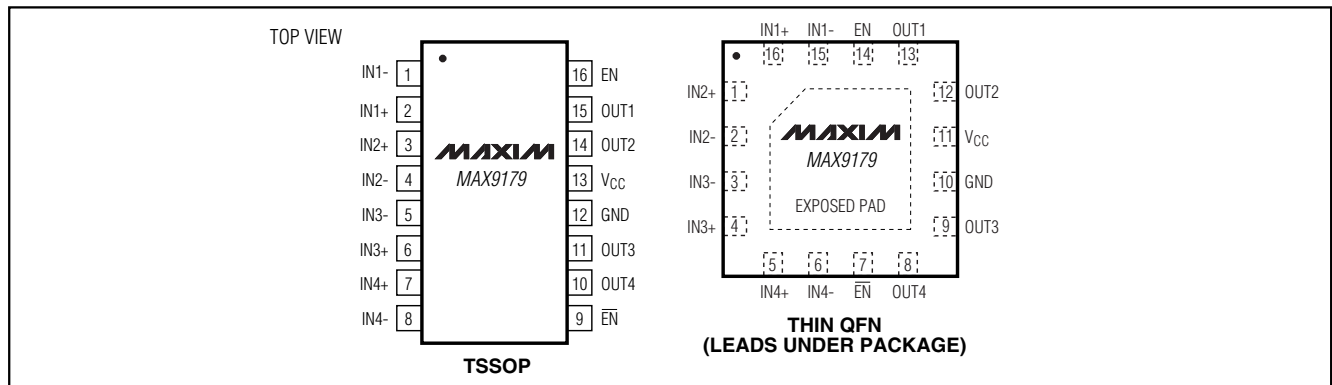 TOP VIEW
IN1- 1
IN1+ 2
IN2+ 3
IN2- 4
IN3- 5
IN3+ 6
IN4+ 7
IN4- 8
MAXIM
MAX9179
16 EN
15 OUT1
14 OUT2
13 VCC
12 GND
11 OUT3
10 OUT4
9 E̅N̅
TSSOP
IN1+ IN1- EN OUT1
16 15 14 13
IN2+ 1
IN2- 2
IN3- 3
IN3+ 4
MAXIM
MAX9179
EXPOSED PAD
12 OUT2
11 VCC
10 GND
9 OUT3
5 6 7 8
IN4+ IN4- E̅N̅ OUT4
THIN QFN
(LEADS UNDER PACKAGE)